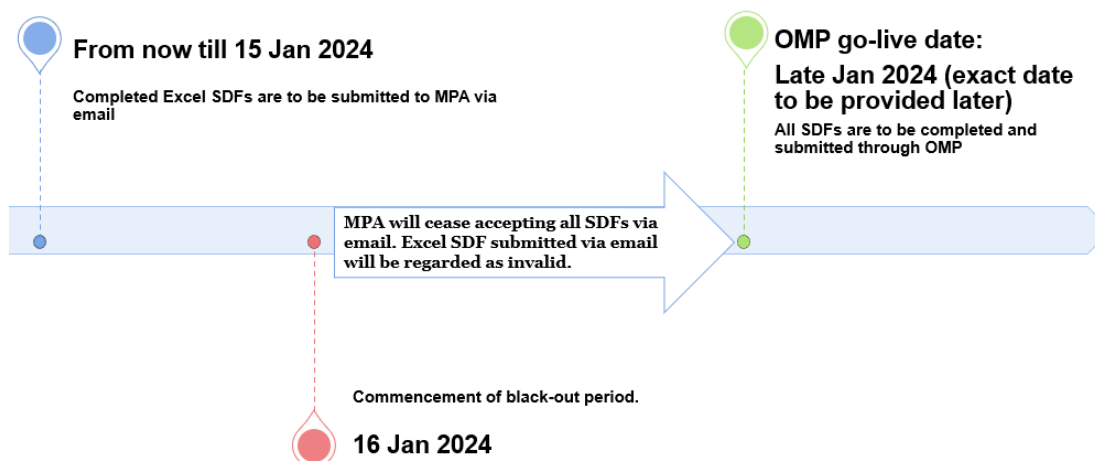 From now till 15 Jan 2024
Completed Excel SDFs are to be submitted to MPA via
email
OMP go-live date:
Late Jan 2024 (exact date
to be provided later)
All SDFs are to be completed and
submitted through OMP
MPA will cease accepting all SDFs via
email. Excel SDF submitted via email
will be regarded as invalid.
Commencement of black-out period.
16 Jan 2024